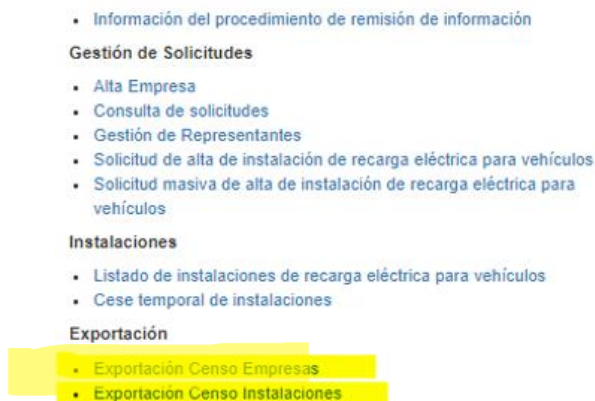 Información del procedimiento de remisión de información
Gestión de Solicitudes
Alta Empresa
Consulta de solicitudes
Gestión de Representantes
Solicitud de alta de instalación de recarga eléctrica para vehículos
Solicitud masiva de alta de instalación de recarga eléctrica para
vehículos
Instalaciones
Listado de instalaciones de recarga eléctrica para vehículos
Cese temporal de instalaciones
Exportación
Exportación Censo Empresas
Exportación Censo Instalaciones